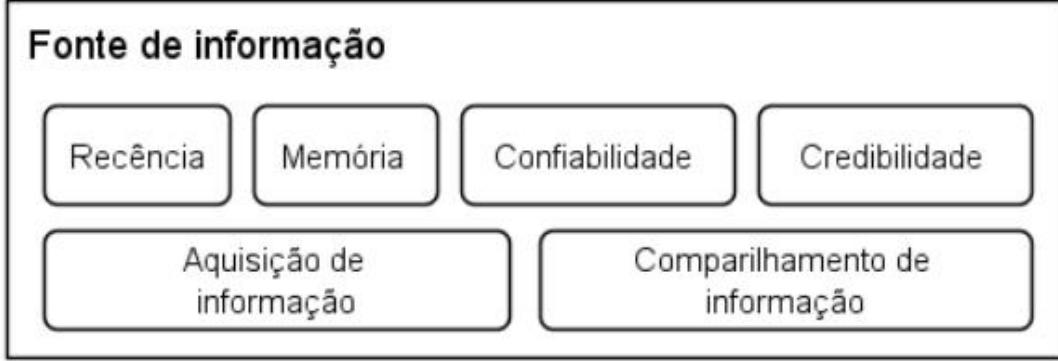 Fonte de informação
Recência Memória Confiabilidade Credibilidade
Aquisição de
informação
Comparilhamento de
informação